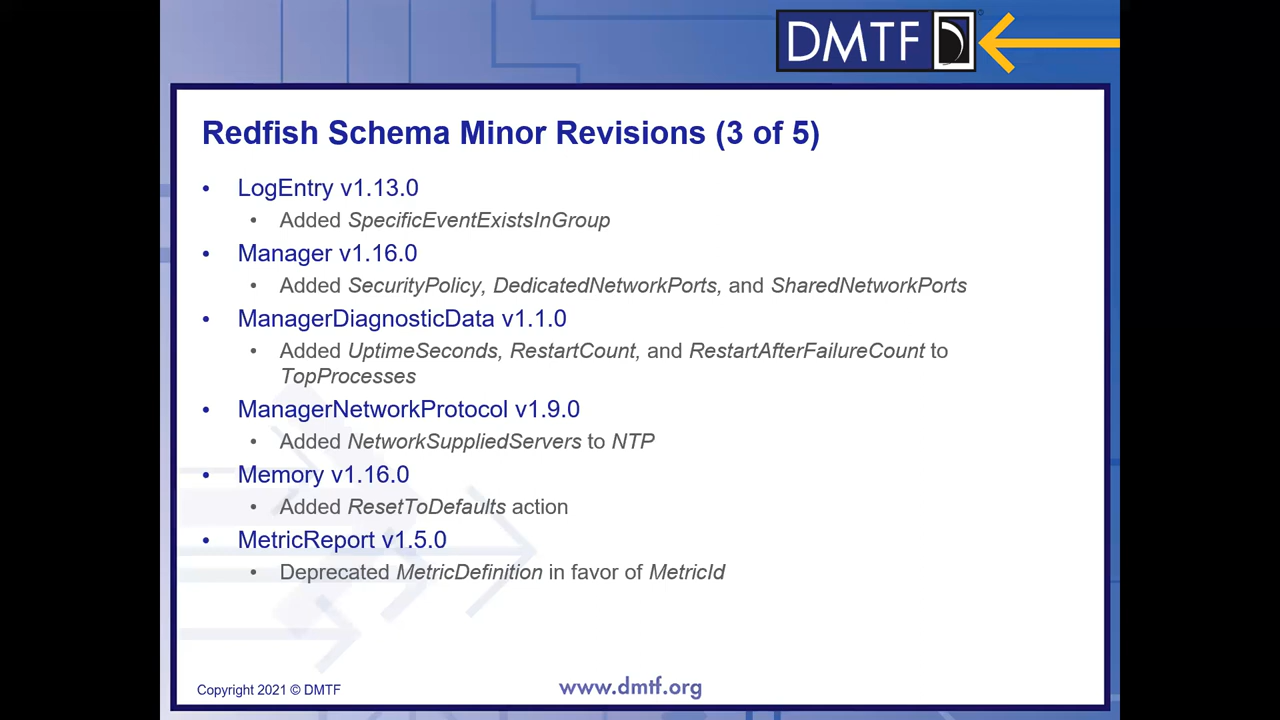 DMTF
©
Redfish Schema Minor Revisions (3 of 5)
• LogEntry v1.13.0
• Added SpecificEventExistsInGroup
• Manager v1.16.0
• Added SecurityPolicy, DedicatedNetworkPorts, and SharedNetworkPorts
• ManagerDiagnosticData v1.1.0
• Added UptimeSeconds, RestartCount, and RestartAfterFailureCount to
TopProcesses
• ManagerNetworkProtocol v1.9.0
• Added NetworkSuppliedServers to NTP
• Memory v1.16.0
• Added ResetToDefaults action
• MetricReport v1.5.0
• Deprecated MetricDefinition in favor of MetricId
Copyright 2021 © DMTF
www.dmtf.org